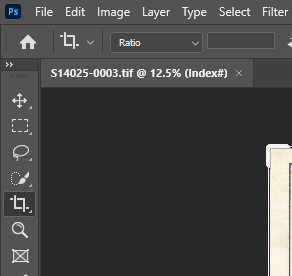 Ps File Edit Image Layer Type Select Filter
Ratio
S14025-0003.tif @ 12.5% (Index#) ×